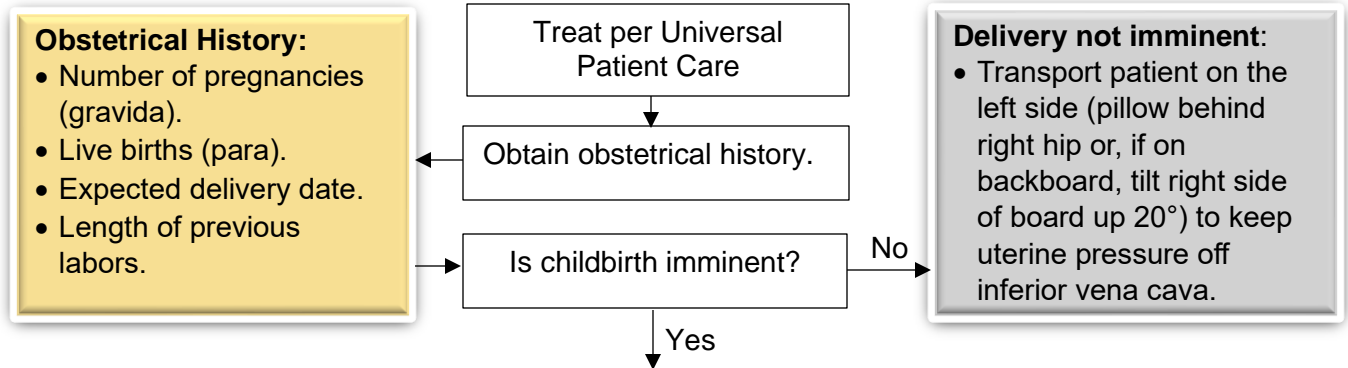 Obstetrical History:
• Number of pregnancies
(gravida).
• Live births (para).
• Expected delivery date.
• Length of previous
labors.
Treat per Universal
Patient Care
Obtain obstetrical history.
Is childbirth imminent?
No
Yes
Delivery not imminent:
• Transport patient on the
left side (pillow behind
right hip or, if on
backboard, tilt right side
of board up 20°) to keep
uterine pressure off
inferior vena cava.